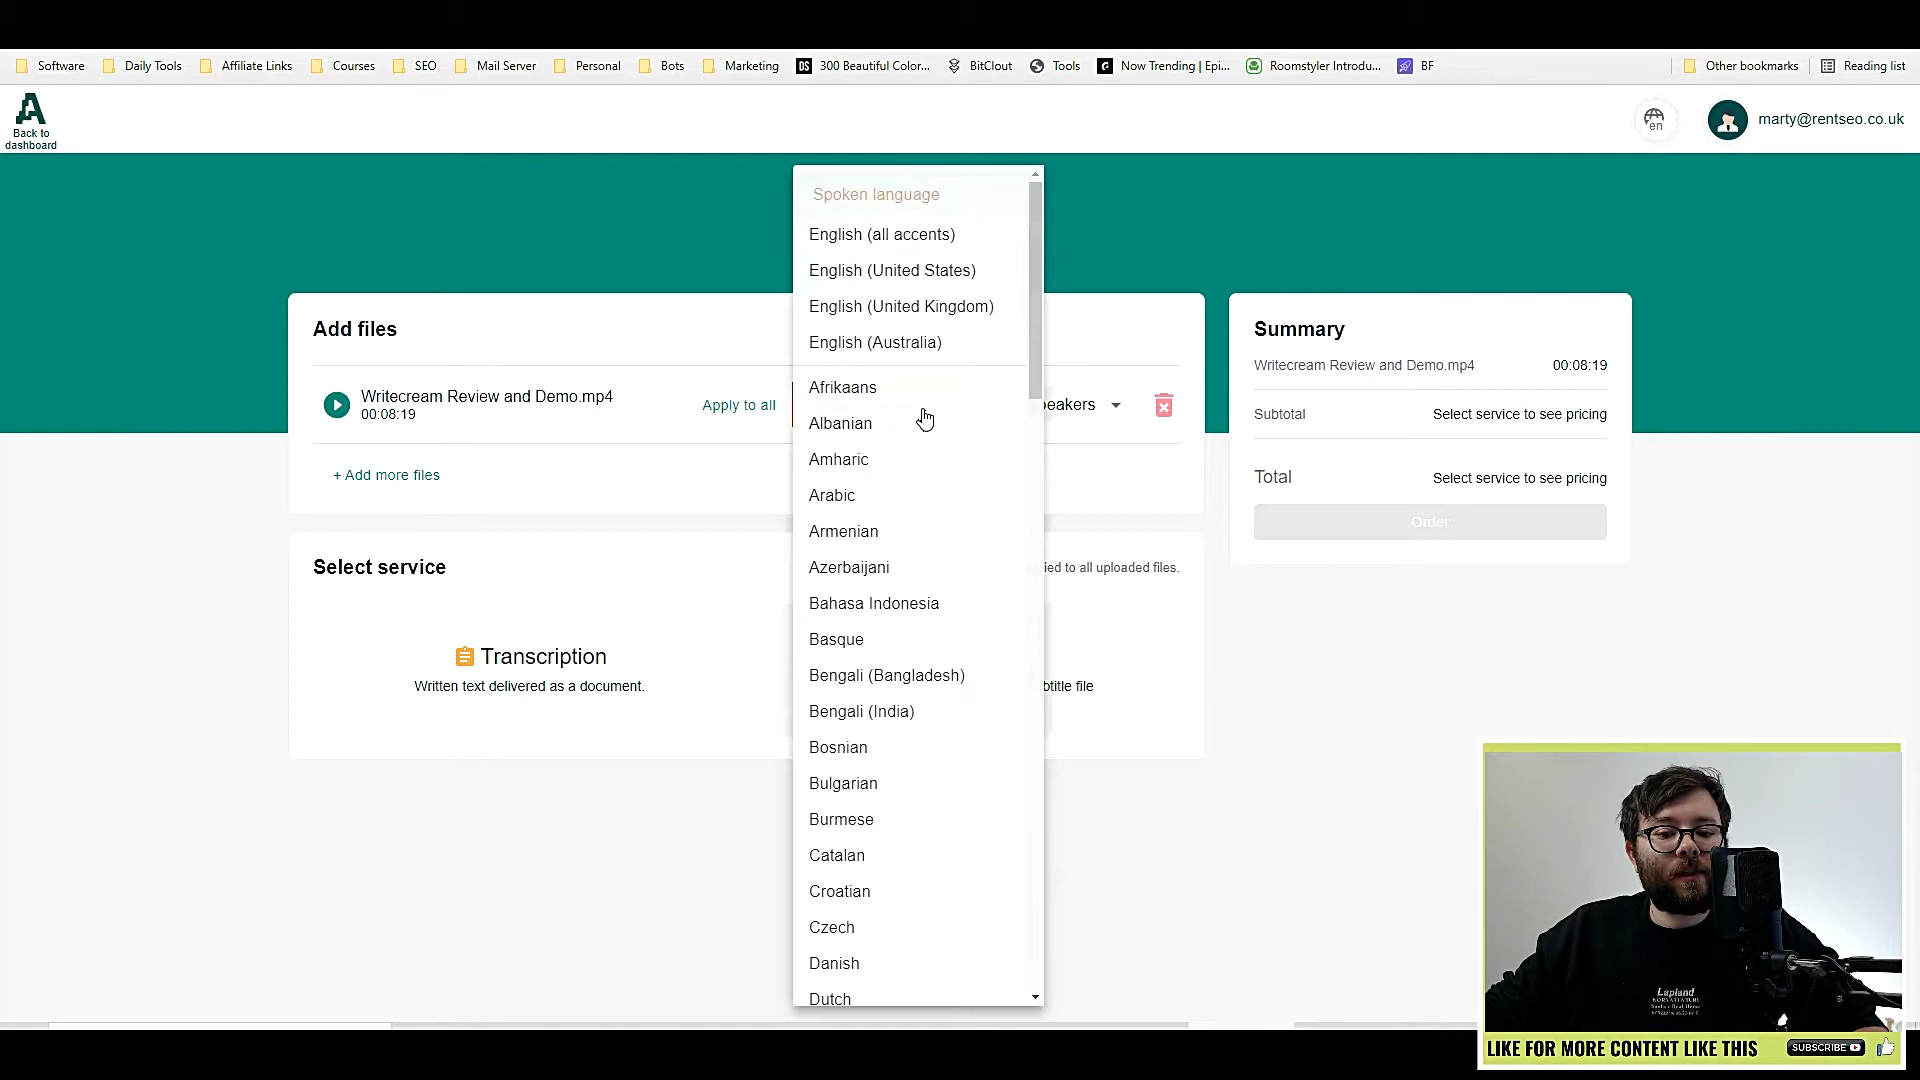 Software Daily Tools Affiliate Links Courses SEO Mail Server Personal Bots Marketing DS 300 Beautiful Color... BitClout Tools Now Trending | Epi... Roomstyler Introdu... BF Other bookmarks Reading list
A
Back to
dashboard
en
marty@rentseo.co.uk
Spoken language
English (all accents)
English (United States)
English (United Kingdom)
English (Australia)
Afrikaans
Albanian
Amharic
Arabic
Armenian
Azerbaijani
Bahasa Indonesia
Basque
Bengali (Bangladesh)
Bengali (India)
Bosnian
Bulgarian
Burmese
Catalan
Croatian
Czech
Danish
Dutch
Add files
Writecream Review and Demo.mp4
00:08:19
Apply to all
peakers
+ Add more files
Select service
ied to all uploaded files.
Transcription
Written text delivered as a document.
btitle file
Summary
Writecream Review and Demo.mp4 00:08:19
Subtotal Select service to see pricing
Total Select service to see pricing
Order
Lapland
LIKE FOR MORE CONTENT LIKE THIS SUBSCRIBE